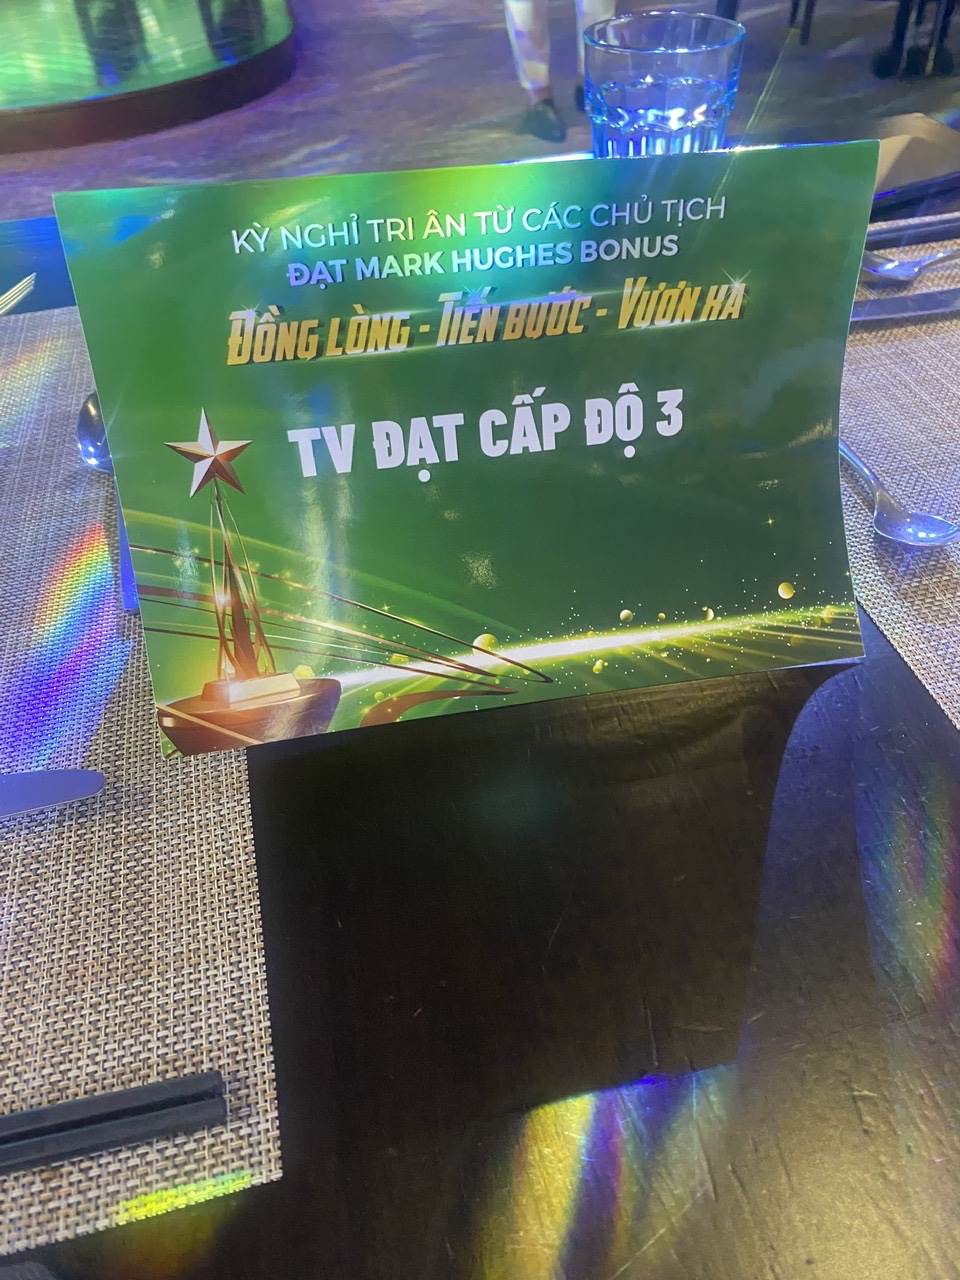 KỲ NGHỈ TRI ÂN TỪ CÁC CHỦ TỊCH
ĐẠT MARK HUGHES BONUS
ĐỒNG LÒNG - TIẾN BƯỚC - VƯƠN XA
TV ĐẠT CẤP ĐỘ 3